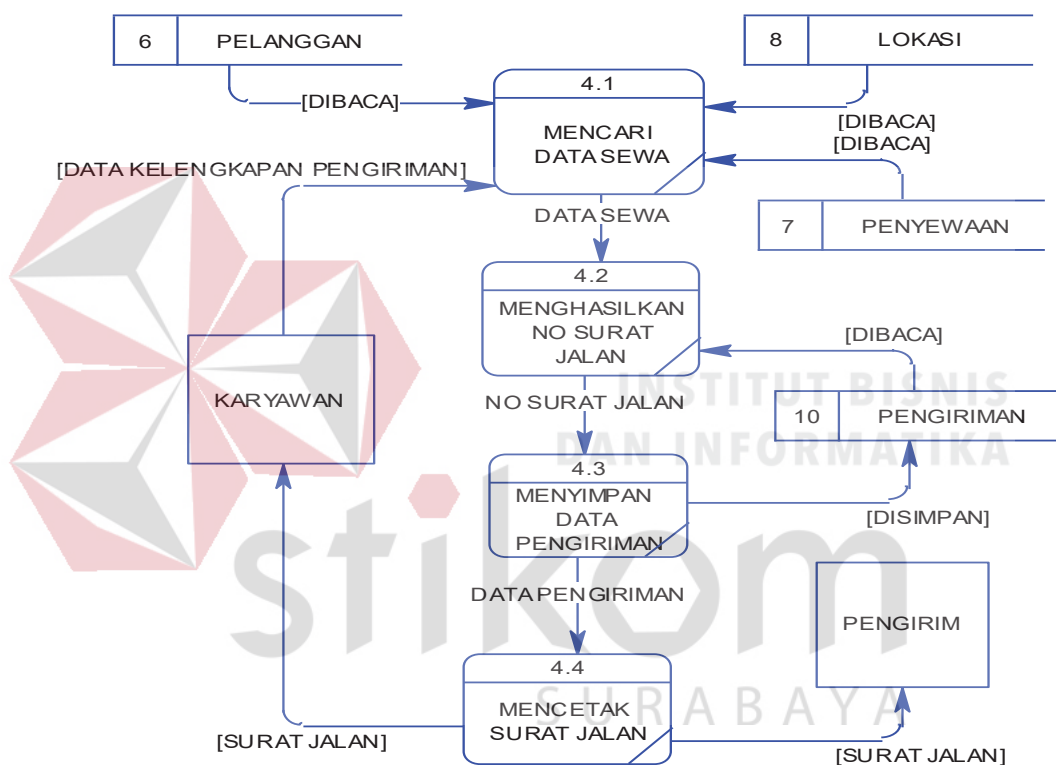 6 PELANGGAN
8 LOKASI
4.1
[DIBACA]
MENCARI
DATA SEWA
[DIBACA]
[DIBACA]
[DATA KELENGKAPAN PENGIRIMAN]
DATA SEWA
7 PENYEWAAN
4.2
MENGHASILKAN
NO SURAT
JALAN
[DIBACA]
INSTITUT BISNIS
NO SURAT JALAN
KARYAWAN
10 PENGIRIMAN
DAN INFORMATIKA
4.3
MENYIMPAN
DATA
PENGIRIMAN
[DISIMPAN]
stikom
DATA PENGIRIMAN
PENGIRIM
4.4
MENCETAK
SURAT JALAN
SURABAYA
[SURAT JALAN]
[SURAT JALAN]